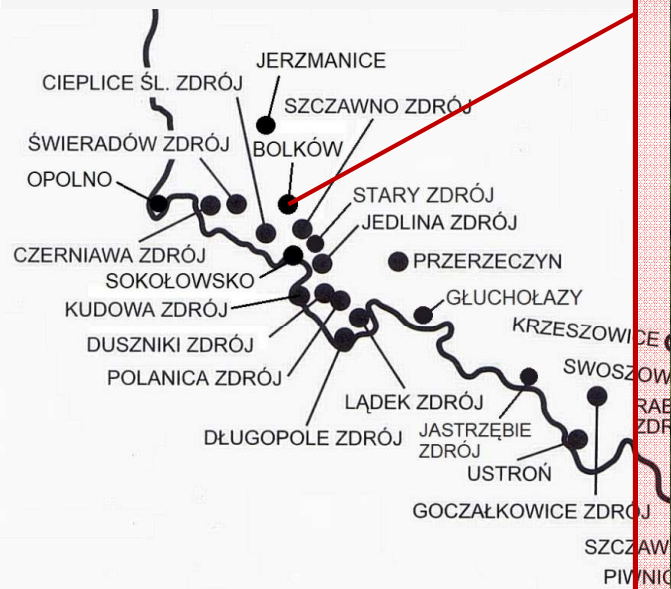 JERZMANICE
CIEPLICE ŚL. ZDRÓJ
SZCZAWNO ZDRÓJ
ŚWIERADÓW ZDRÓJ
BOLKÓW
OPOLNO
STARY ZDRÓJ
JEDLINA ZDRÓJ
CZERNIAWA ZDRÓJ
PRZERZECZYN
SOKOŁOWSKO
GŁUCHOŁAZY
KUDOWA ZDRÓJ
KRZESZOWICE
DUSZNIKI ZDRÓJ
SWOSZOW
POLANICA ZDRÓJ
RAB
ZDR
LĄDEK ZDRÓJ
DŁUGOPOLE ZDRÓJ
JASTRZĘBIE
ZDRÓJ
USTROŃ
GOCZAŁKOWICE ZDRÓJ
SZCZAW
PIWNIC